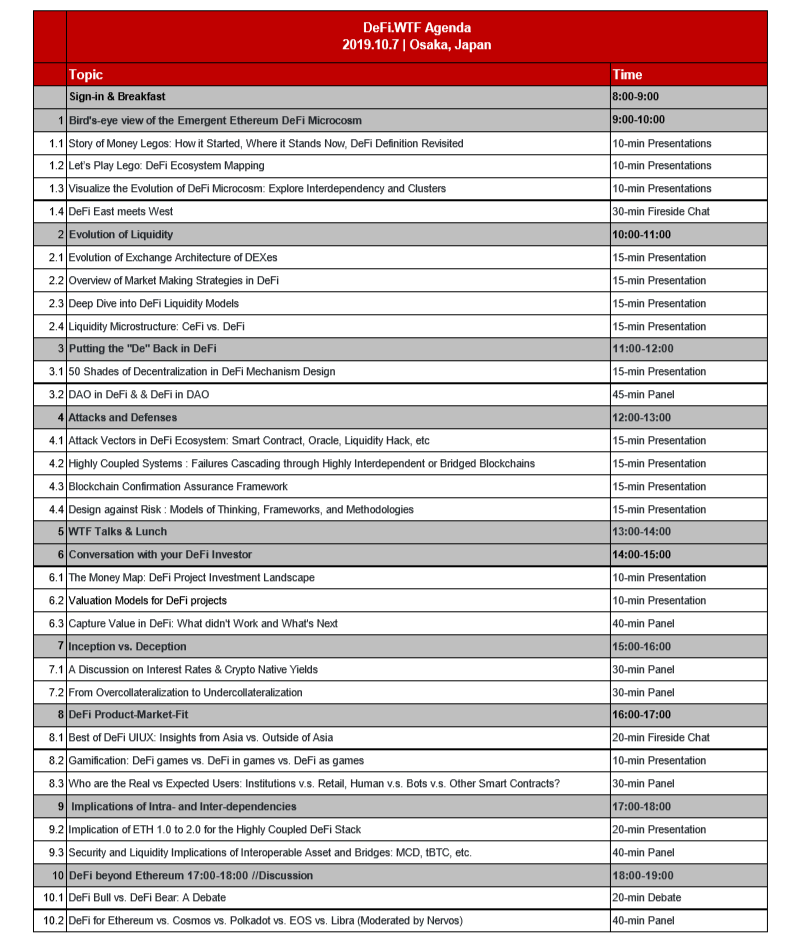 DeFi.WTF Agenda
2019.10.7 | Osaka, Japan
Topic Time
Sign-in & Breakfast 8:00-9:00
1 Bird's-eye view of the Emergent Ethereum DeFi Microcosm 9:00-10:00
1.1 Story of Money Legos: How it Started, Where it Stands Now, DeFi Definition Revisited 10-min Presentations
1.2 Let's Play Lego: DeFi Ecosystem Mapping 10-min Presentations
1.3 Visualize the Evolution of DeFi Microcosm: Explore Interdependency and Clusters 10-min Presentations
1.4 DeFi East meets West 30-min Fireside Chat
2 Evolution of Liquidity 10:00-11:00
2.1 Evolution of Exchange Architecture of DEXes 15-min Presentation
2.2 Overview of Market Making Strategies in DeFi 15-min Presentation
2.3 Deep Dive into DeFi Liquidity Models 15-min Presentation
2.4 Liquidity Microstructure: CeFi vs. DeFi 15-min Presentation
3 Putting the "De" Back in DeFi 11:00-12:00
3.1 50 Shades of Decentralization in DeFi Mechanism Design 15-min Presentation
3.2 DAO in DeFi & & DeFi in DAO 45-min Panel
4 Attacks and Defenses 12:00-13:00
4.1 Attack Vectors in DeFi Ecosystem: Smart Contract, Oracle, Liquidity Hack, etc 15-min Presentation
4.2 Highly Coupled Systems : Failures Cascading through Highly Interdependent or Bridged Blockchains 15-min Presentation
4.3 Blockchain Confirmation Assurance Framework 15-min Presentation
4.4 Design against Risk : Models of Thinking, Frameworks, and Methodologies 15-min Presentation
5 WTF Talks & Lunch 13:00-14:00
6 Conversation with your DeFi Investor 14:00-15:00
6.1 The Money Map: DeFi Project Investment Landscape 10-min Presentation
6.2 Valuation Models for DeFi projects 10-min Presentation
6.3 Capture Value in DeFi: What didn't Work and What's Next 40-min Panel
7 Inception vs. Deception 15:00-16:00
7.1 A Discussion on Interest Rates & Crypto Native Yields 30-min Panel
7.2 From Overcollateralization to Undercollateralization 30-min Panel
8 DeFi Product-Market-Fit 16:00-17:00
8.1 Best of DeFi UIUX: Insights from Asia vs. Outside of Asia 20-min Fireside Chat
8.2 Gamification: DeFi games vs. DeFi in games vs. DeFi as games 10-min Presentation
8.3 Who are the Real vs Expected Users: Institutions v.s. Retail, Human v.s. Bots v.s. Other Smart Contracts? 30-min Panel
9 Implications of Intra- and Inter-dependencies 17:00-18:00
9.2 Implication of ETH 1.0 to 2.0 for the Highly Coupled DeFi Stack 20-min Presentation
9.3 Security and Liquidity Implications of Interoperable Asset and Bridges: MCD, tBTC, etc. 40-min Panel
10 DeFi beyond Ethereum 17:00-18:00 //Discussion 18:00-19:00
10.1 DeFi Bull vs. DeFi Bear: A Debate 20-min Debate
10.2 DeFi for Ethereum vs. Cosmos vs. Polkadot vs. EOS vs. Libra (Moderated by Nervos) 40-min Panel